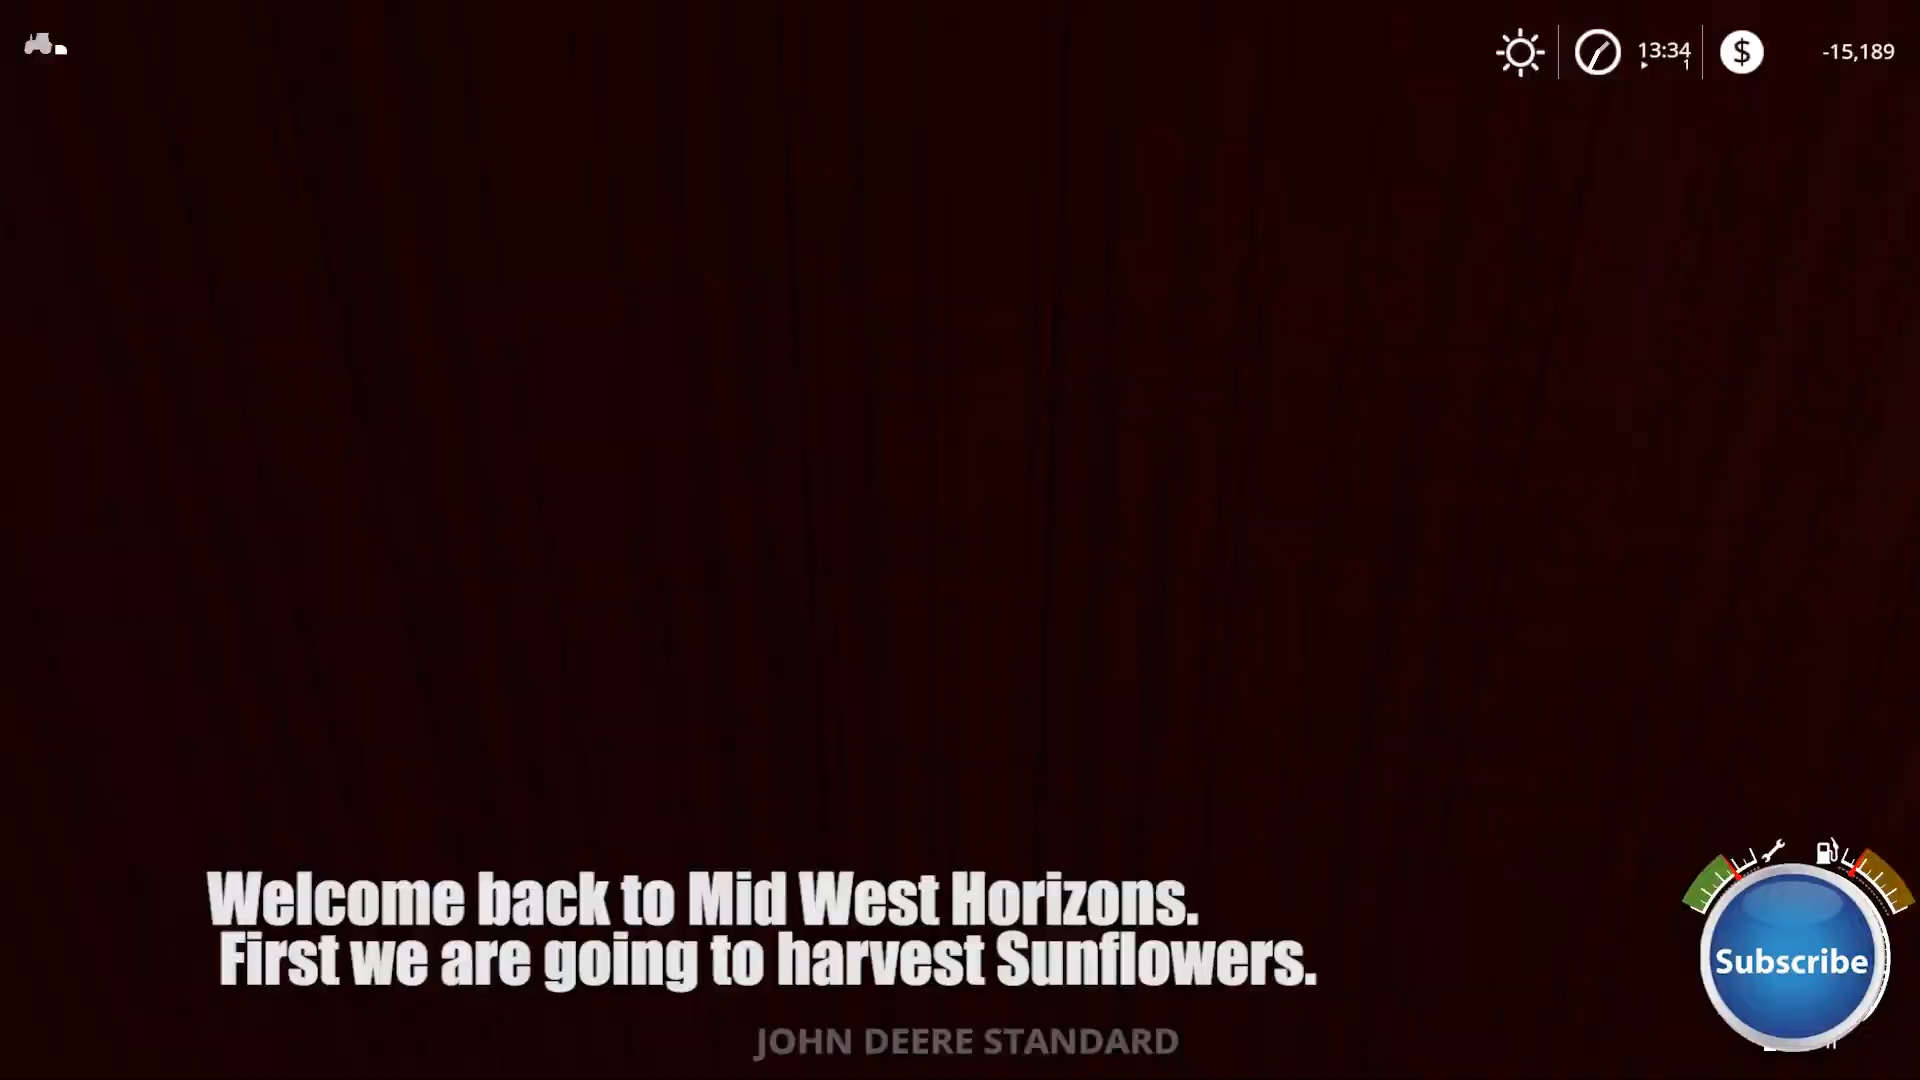 13:34
1
$
-15,189
Welcome back to Mid West Horizons.
First we are going to harvest Sunflowers.
Subscribe
JOHN DEERE STANDARD